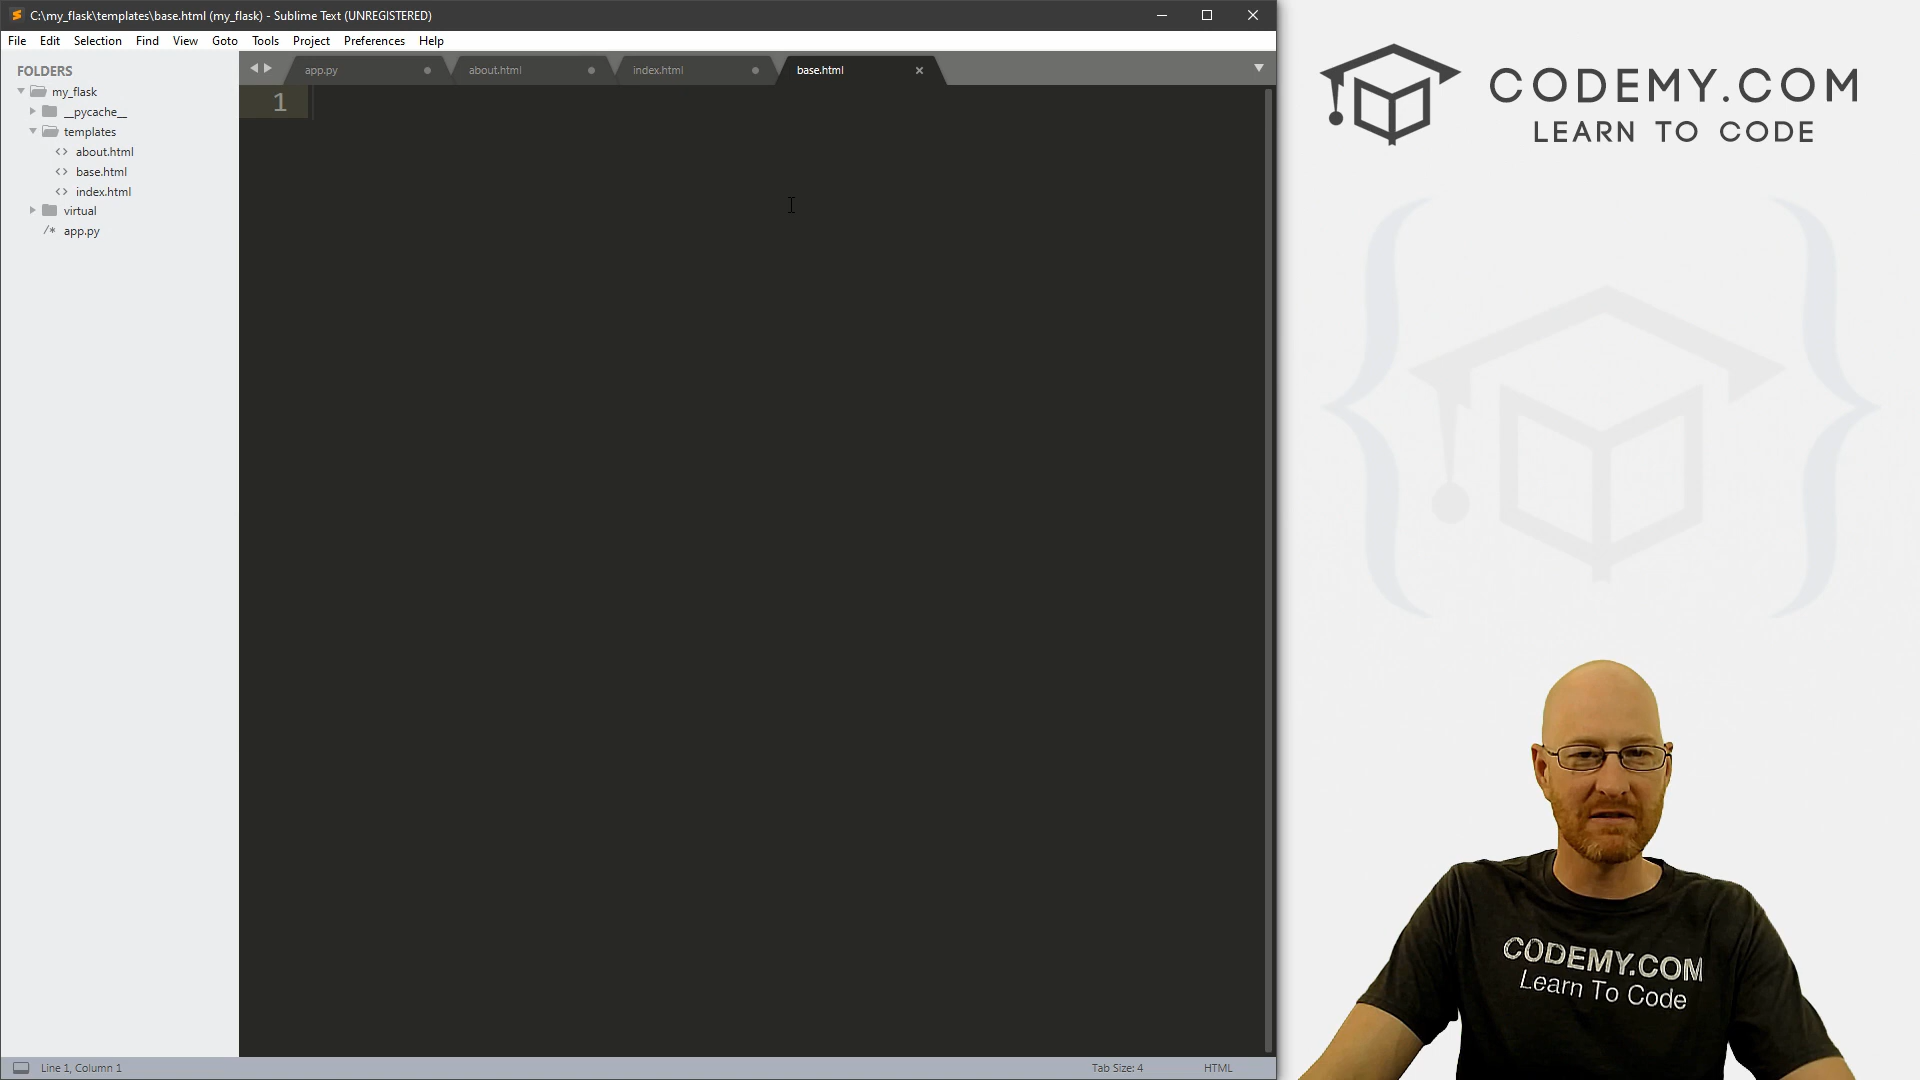 C:\my_flask\templates\base.html (my_flask) - Sublime Text (UNREGISTERED)
File Edit Selection Find View Goto Tools Project Preferences Help
FOLDERS
my_flask
__pycache__
templates
about.html
base.html
index.html
virtual
app.py
app.py about.html index.html base.html
1
Line 1, Column 1 Tab Size: 4 HTML
CODEMY.COM
LEARN TO CODE
CODEMY.COM
Learn To Code